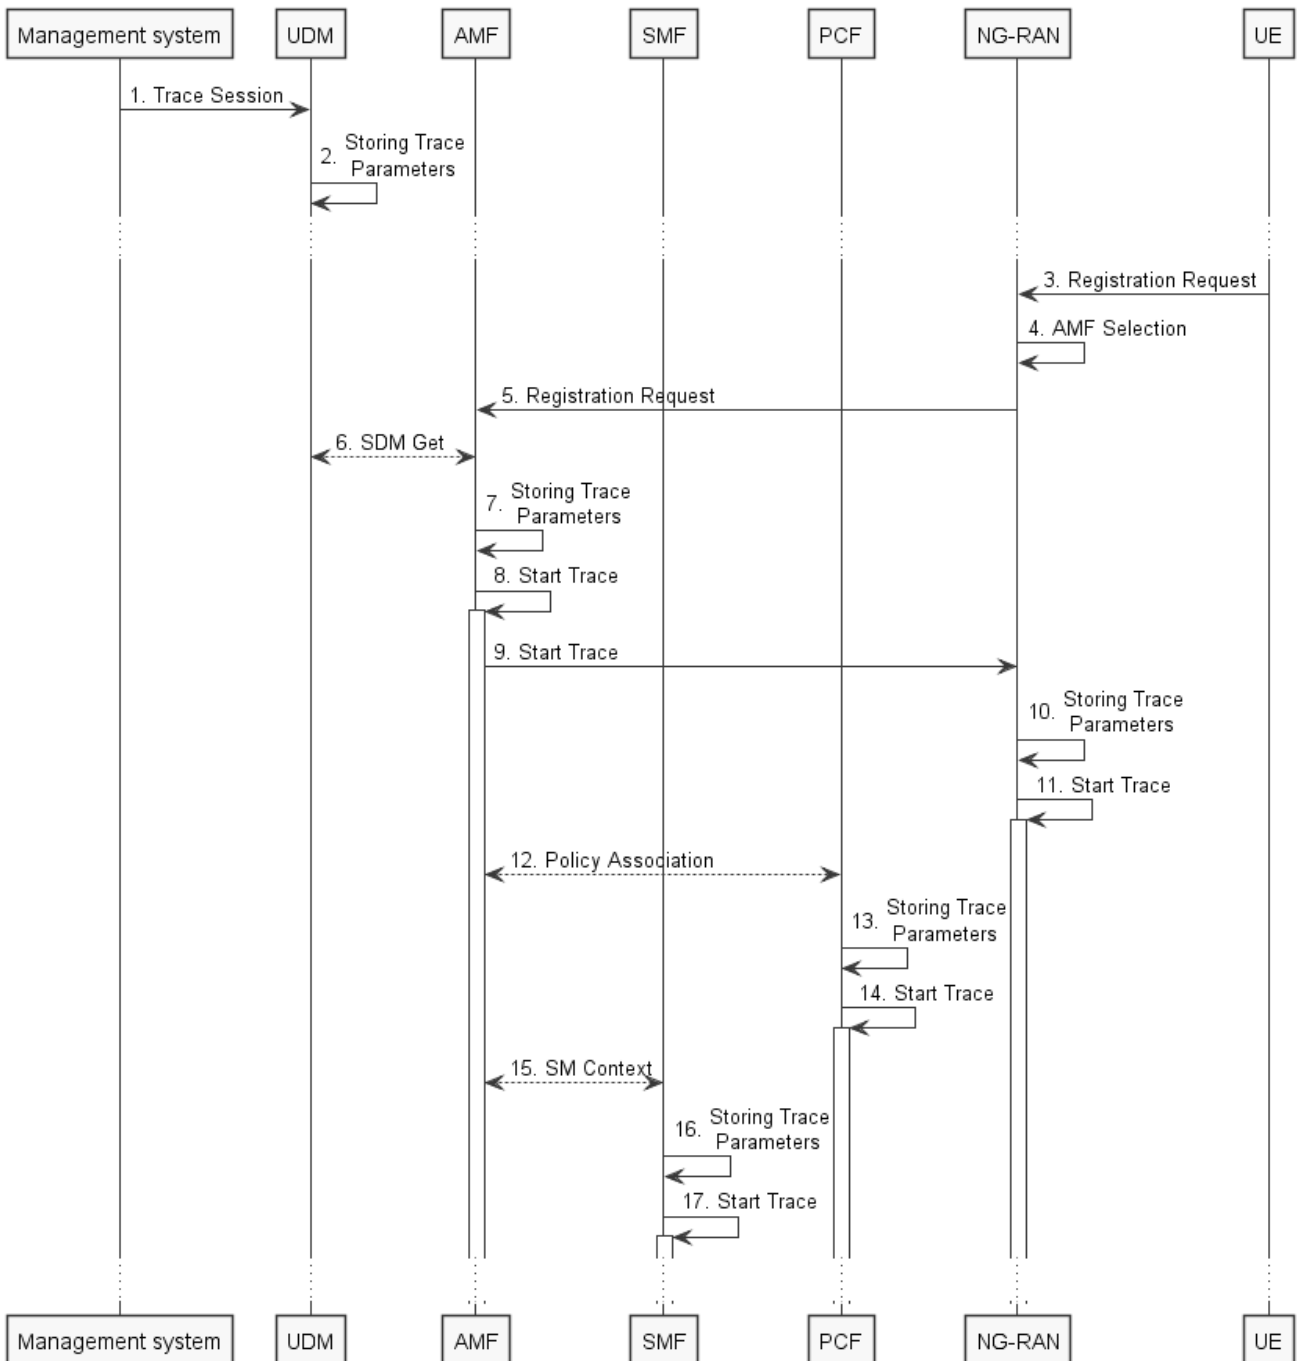 Management system UDM AMF SMF PCF NG-RAN UE
1. Trace Session
2. Storing Trace
Parameters
3. Registration Request
4. AMF Selection
5. Registration Request
6. SDM Get
7. Storing Trace
Parameters
8. Start Trace
9. Start Trace
10. Storing Trace
Parameters
11. Start Trace
12. Policy Association
13. Storing Trace
Parameters
14. Start Trace
15. SM Context
16. Storing Trace
Parameters
17. Start Trace
Management system UDM AMF SMF PCF NG-RAN UE